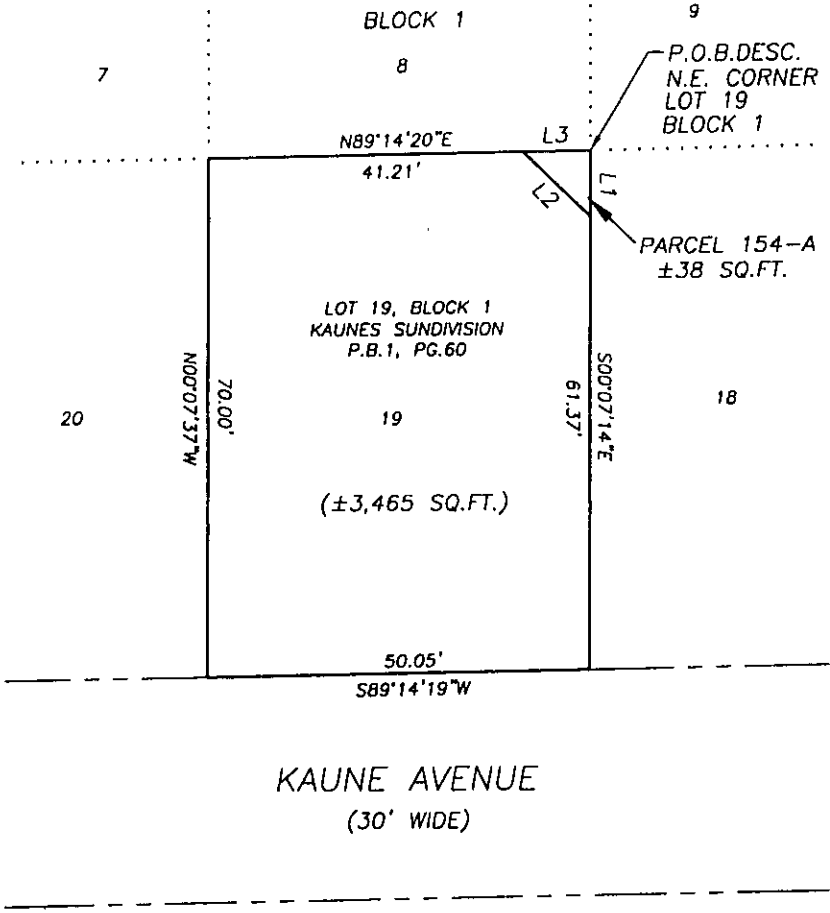 BLOCK 1
9
7
8
P.O.B.DESC.
N.E. CORNER
LOT 19
BLOCK 1
N89°14'20"E
L3
41.21'
L1
L2
PARCEL 154-A
±38 SQ.FT.
LOT 19, BLOCK 1
KAUNES SUNDIVISION
P.B.1, PG.60
N00°07'37"W
70.00'
61.37'
S00°07'14"E
20
19
18
(±3,465 SQ.FT.)
50.05'
S89°14'19"W
KAUNE AVENUE
(30' WIDE)